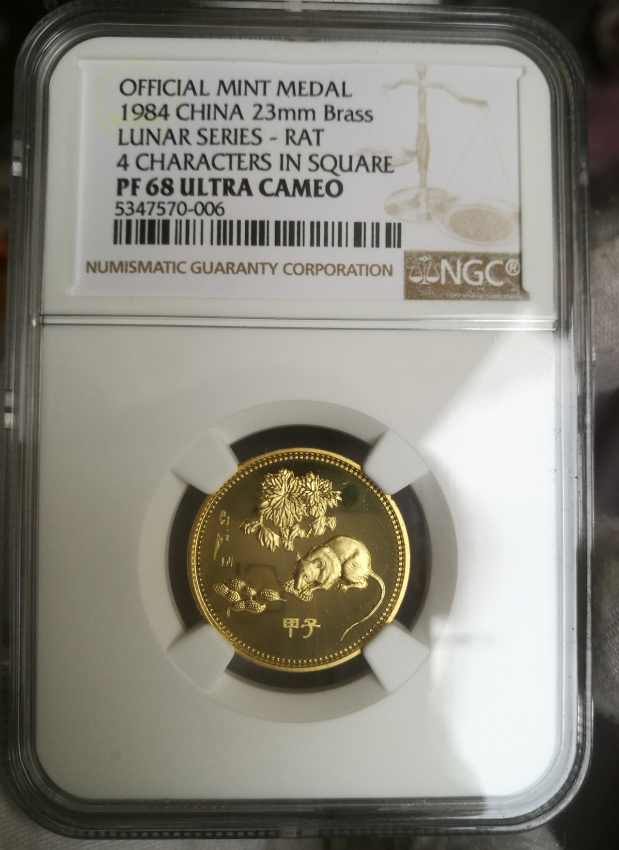 OFFICIAL MINT MEDAL
1984 CHINA 23mm Brass
LUNAR SERIES - RAT
4 CHARACTERS IN SQUARE
PF 68 ULTRA CAMEO
5347570-006
NUMISMATIC GUARANTY CORPORATION
NGC®
甲子